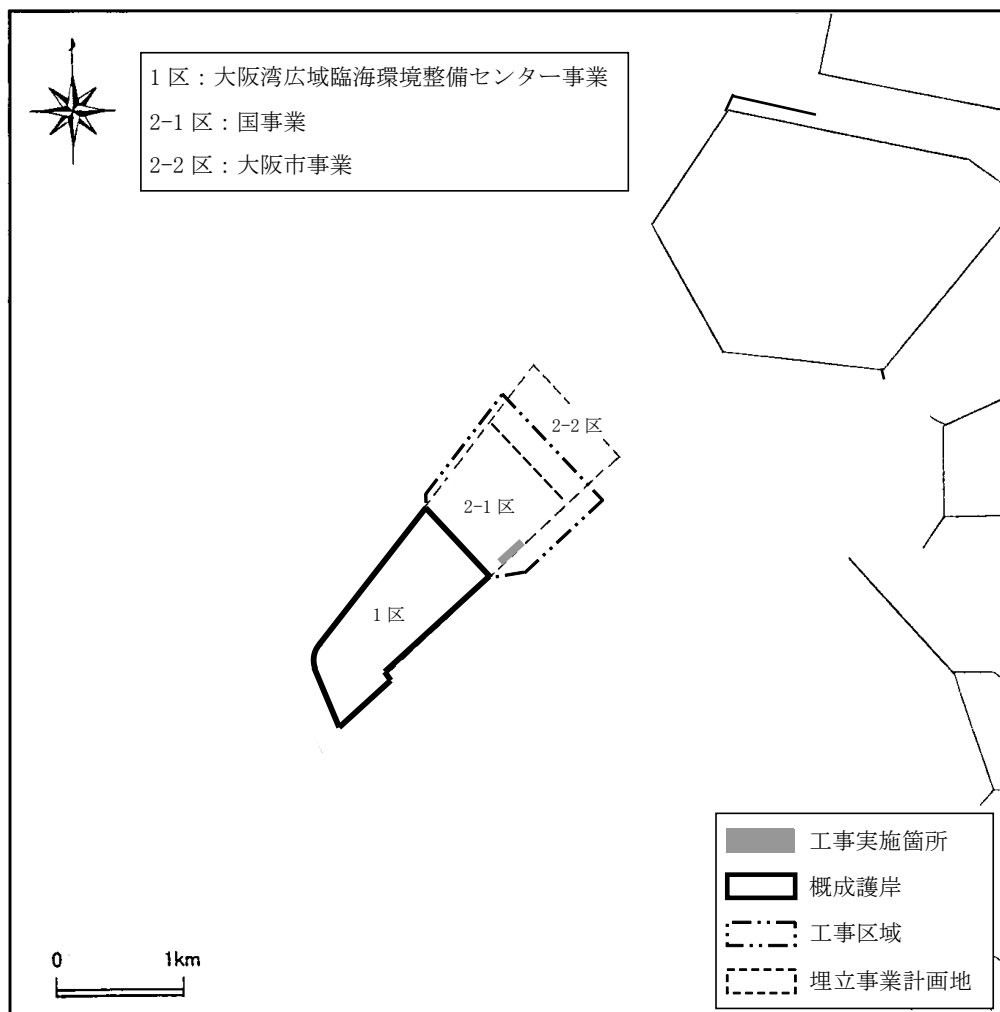 1区：大阪湾広域臨海環境整備センター事業
2-1区：国事業
2-2区：大阪市事業
2-2区
2-1区
1区
工事実施箇所
概成護岸
工事区域
埋立事業計画地
0 1km